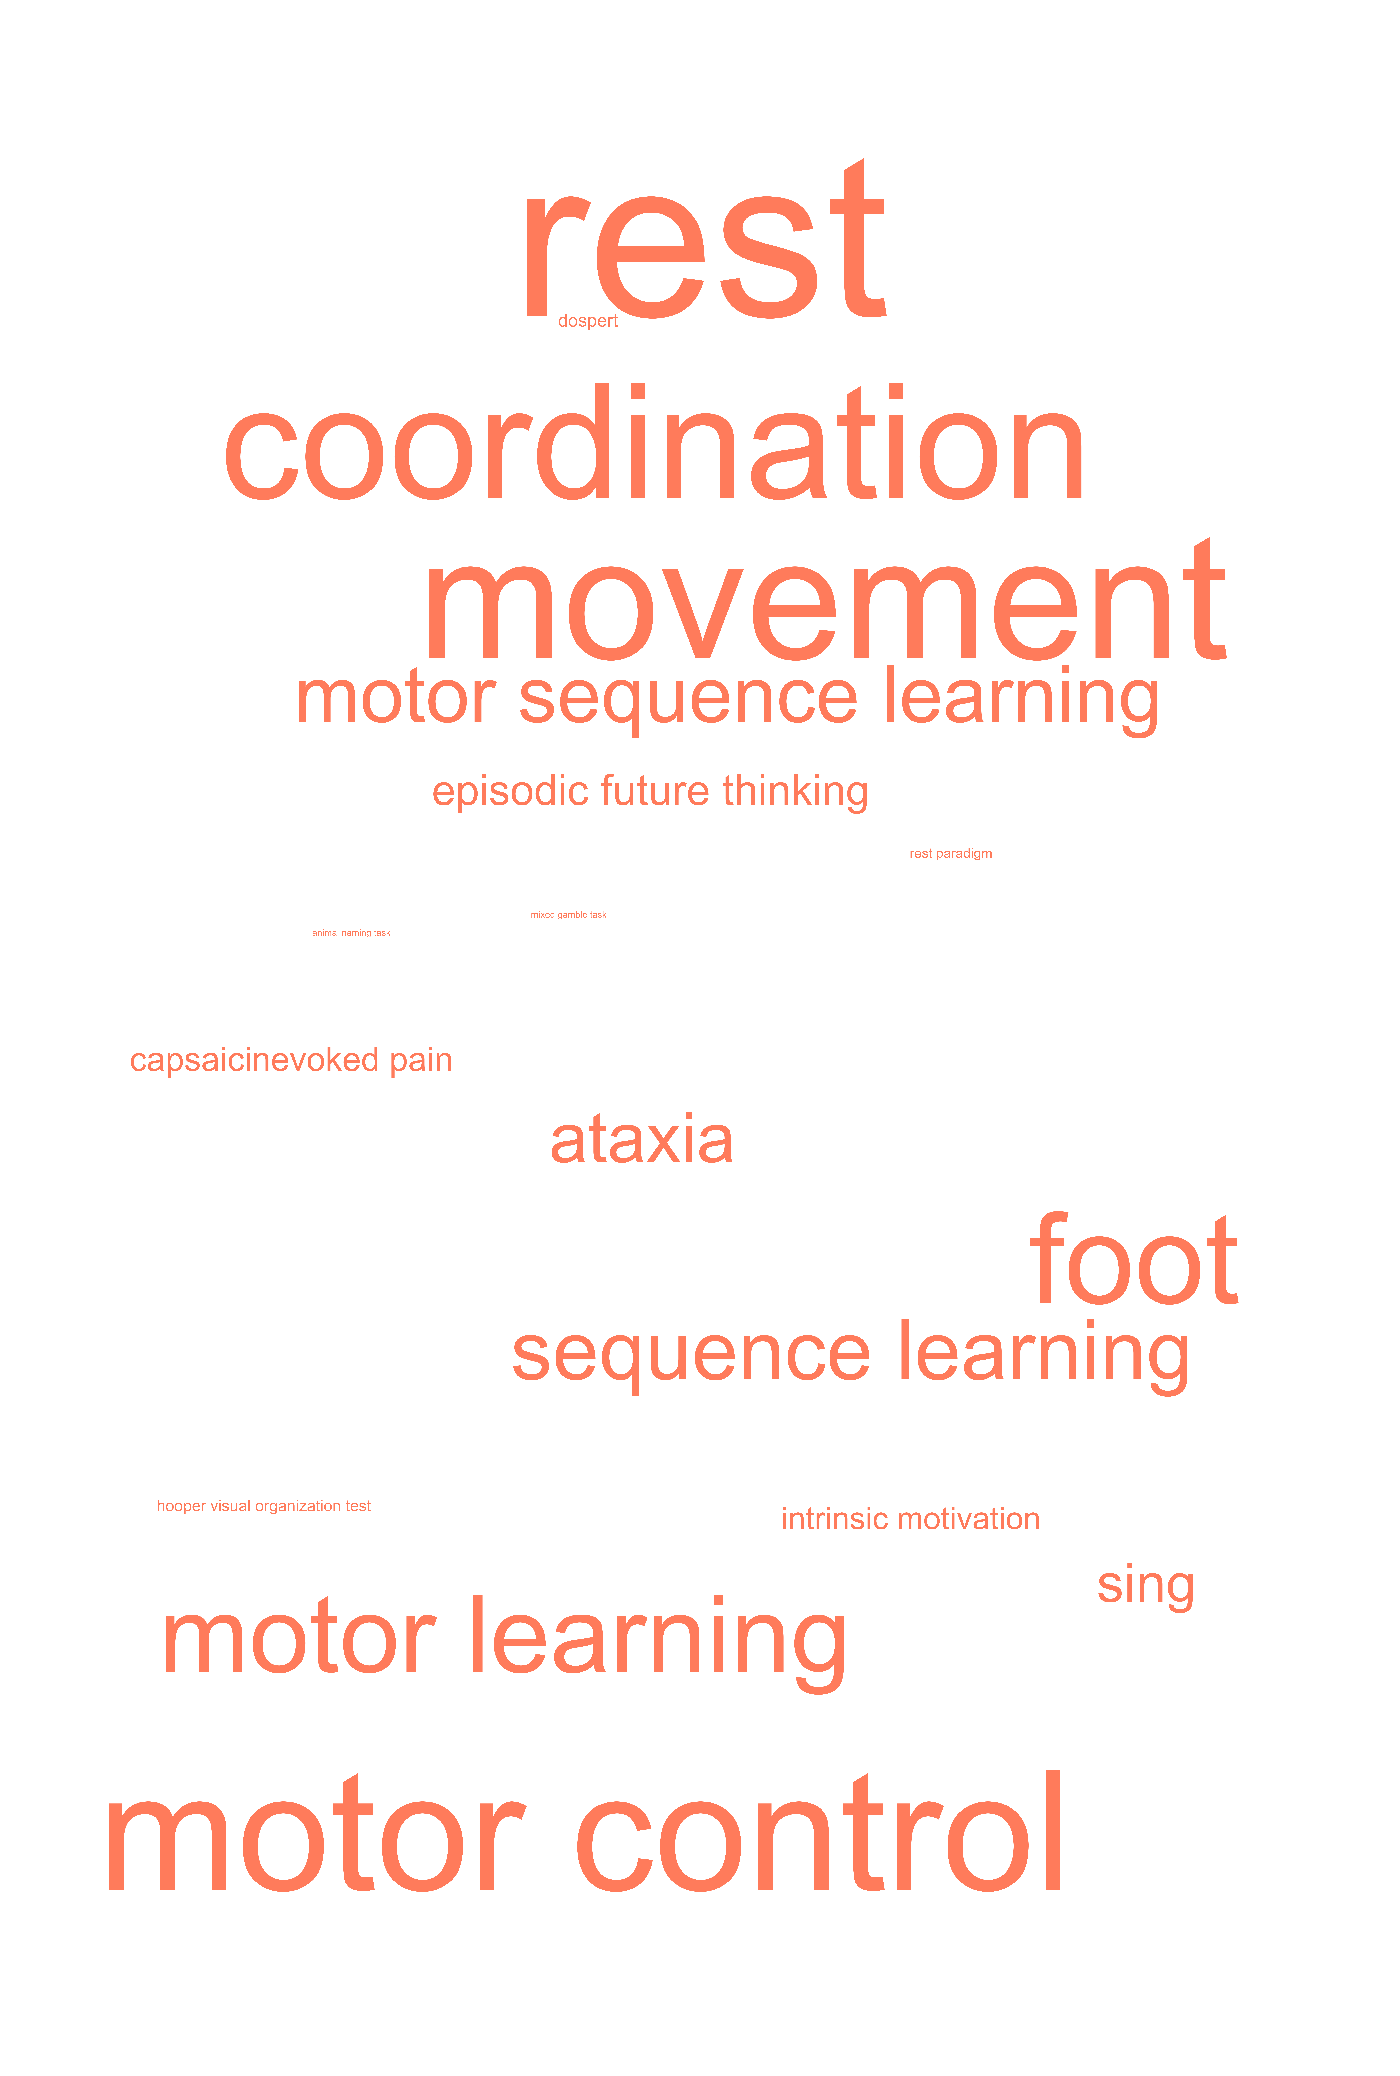 rest
dospert
coordination
movement
motor sequence learning
episodic future thinking
rest paradigm
mixed gamble task
animal naming task
capsaicinevoked pain
ataxia
foot
sequence learning
hooper visual organization test
intrinsic motivation
sing
motor learning
motor control